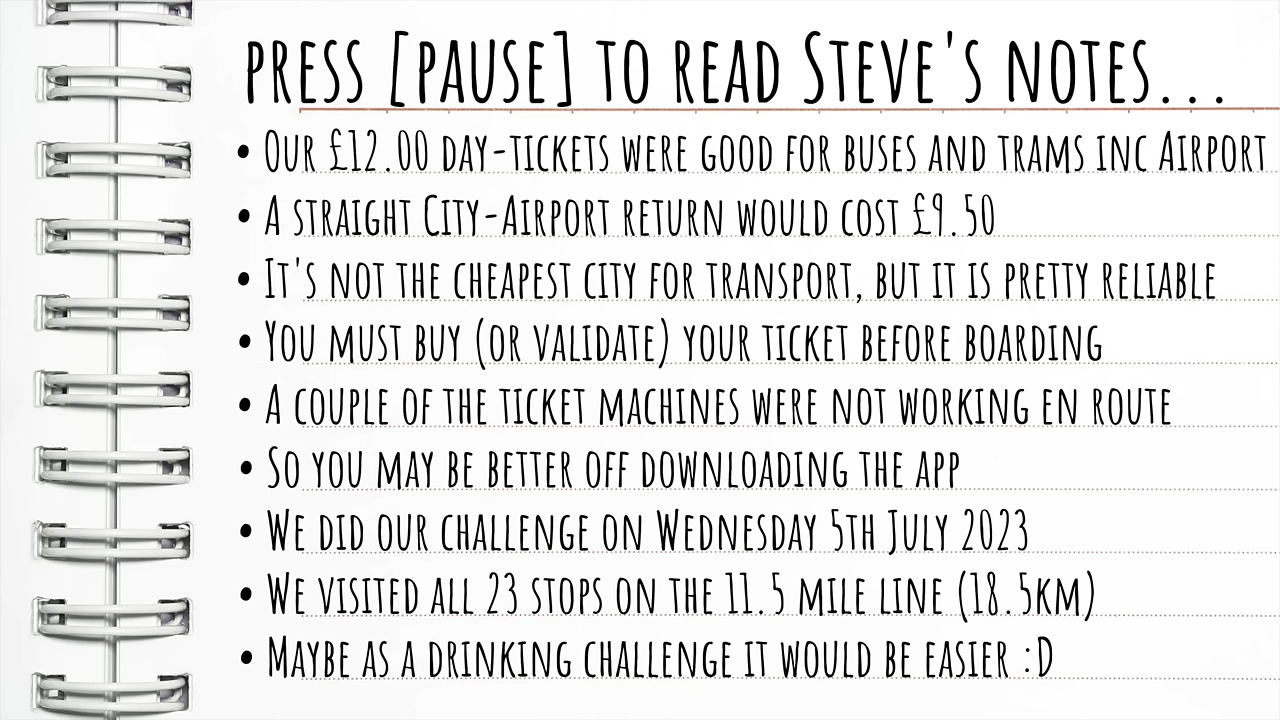 PRESS [PAUSE] TO READ STEVE'S NOTES...
• OUR £12.00 DAY-TICKETS WERE GOOD FOR BUSES AND TRAMS INC AIRPORT
• A STRAIGHT CITY-AIRPORT RETURN WOULD COST £9.50
• IT'S NOT THE CHEAPEST CITY FOR TRANSPORT, BUT IT IS PRETTY RELIABLE
• YOU MUST BUY (OR VALIDATE) YOUR TICKET BEFORE BOARDING
• A COUPLE OF THE TICKET MACHINES WERE NOT WORKING EN ROUTE
• SO YOU MAY BE BETTER OFF DOWNLOADING THE APP
• WE DID OUR CHALLENGE ON WEDNESDAY 5TH JULY 2023
• WE VISITED ALL 23 STOPS ON THE 11.5 MILE LINE (18.5KM)
• MAYBE AS A DRINKING CHALLENGE IT WOULD BE EASIER :D